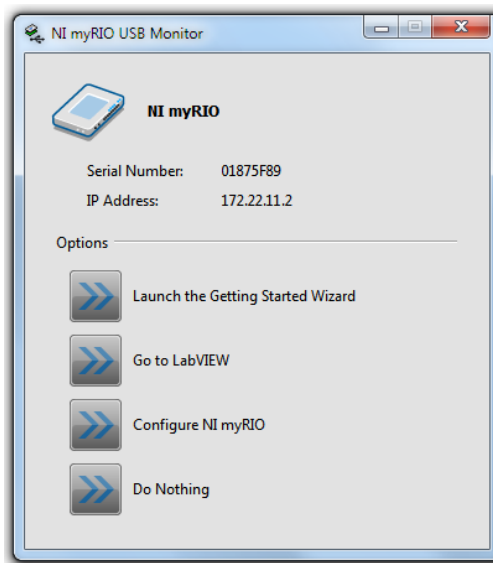 NI myRIO USB Monitor
NI myRIO
Serial Number: 01875F89
IP Address: 172.22.11.2
Options
Launch the Getting Started Wizard
Go to LabVIEW
Configure NI myRIO
Do Nothing